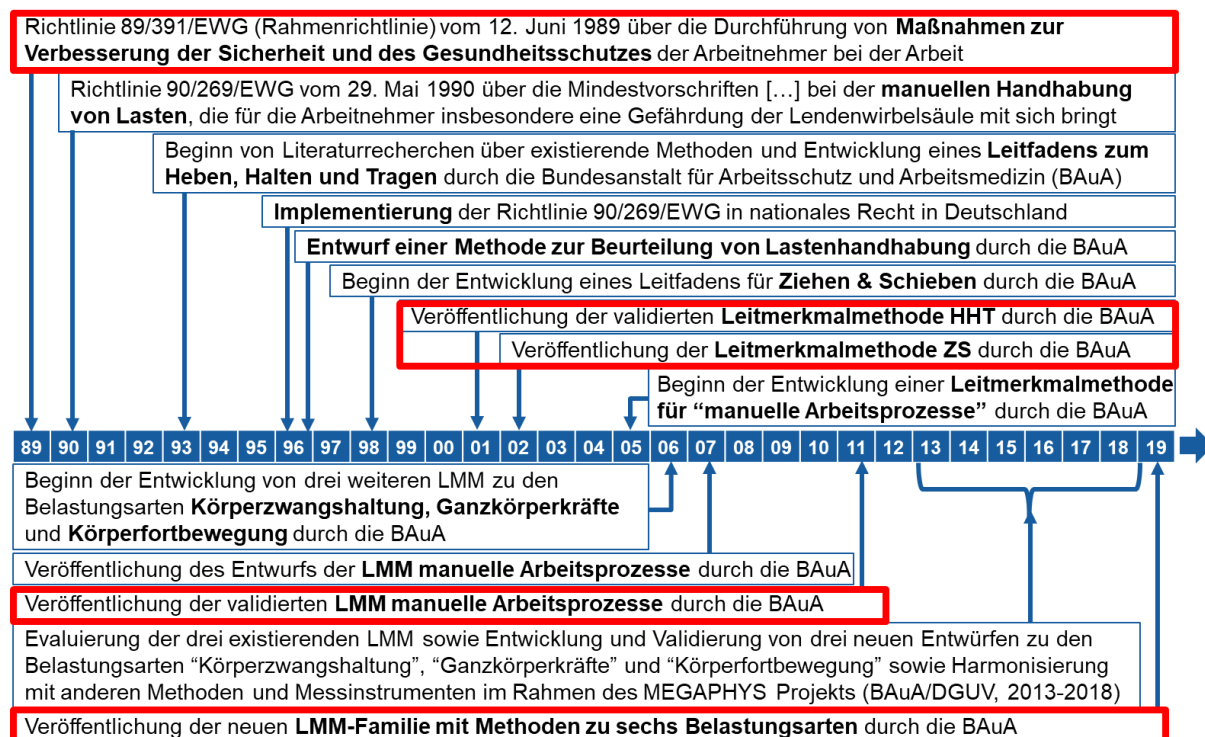 Richtlinie 89/391/EWG (Rahmenrichtlinie) vom 12. Juni 1989 über die Durchführung von Maßnahmen zur
Verbesserung der Sicherheit und des Gesundheitsschutzes der Arbeitnehmer bei der Arbeit
Richtlinie 90/269/EWG vom 29. Mai 1990 über die Mindestvorschriften […] bei der manuellen Handhabung
von Lasten, die für die Arbeitnehmer insbesondere eine Gefährdung der Lendenwirbelsäule mit sich bringt
Beginn von Literaturrecherchen über existierende Methoden und Entwicklung eines Leitfadens zum
Heben, Halten und Tragen durch die Bundesanstalt für Arbeitsschutz und Arbeitsmedizin (BAuA)
Implementierung der Richtlinie 90/269/EWG in nationales Recht in Deutschland
Entwurf einer Methode zur Beurteilung von Lastenhandhabung durch die BAuA
Beginn der Entwicklung eines Leitfadens für Ziehen & Schieben durch die BAuA
Veröffentlichung der validierten Leitmerkmalmethode HHT durch die BAuA
Veröffentlichung der Leitmerkmalmethode ZS durch die BAuA
Beginn der Entwicklung einer Leitmerkmalmethode
für “manuelle Arbeitsprozesse” durch die BAuA
89 90 91 92 93 94 95 96 97 98 99 00 01 02 03 04 05 06 07 08 09 10 11 12 13 14 15 16 17 18 19
Beginn der Entwicklung von drei weiteren LMM zu den
Belastungsarten Körperzwangshaltung, Ganzkörperkräfte
und Körperfortbewegung durch die BAuA
Veröffentlichung des Entwurfs der LMM manuelle Arbeitsprozesse durch die BAuA
Veröffentlichung der validierten LMM manuelle Arbeitsprozesse durch die BAuA
Evaluierung der drei existierenden LMM sowie Entwicklung und Validierung von drei neuen Entwürfen zu den
Belastungsarten “Körperzwangshaltung”, “Ganzkörperkräfte” und “Körperfortbewegung” sowie Harmonisierung
mit anderen Methoden und Messinstrumenten im Rahmen des MEGAPHYS Projekts (BAuA/DGUV, 2013-2018)
Veröffentlichung der neuen LMM-Familie mit Methoden zu sechs Belastungsarten durch die BAuA